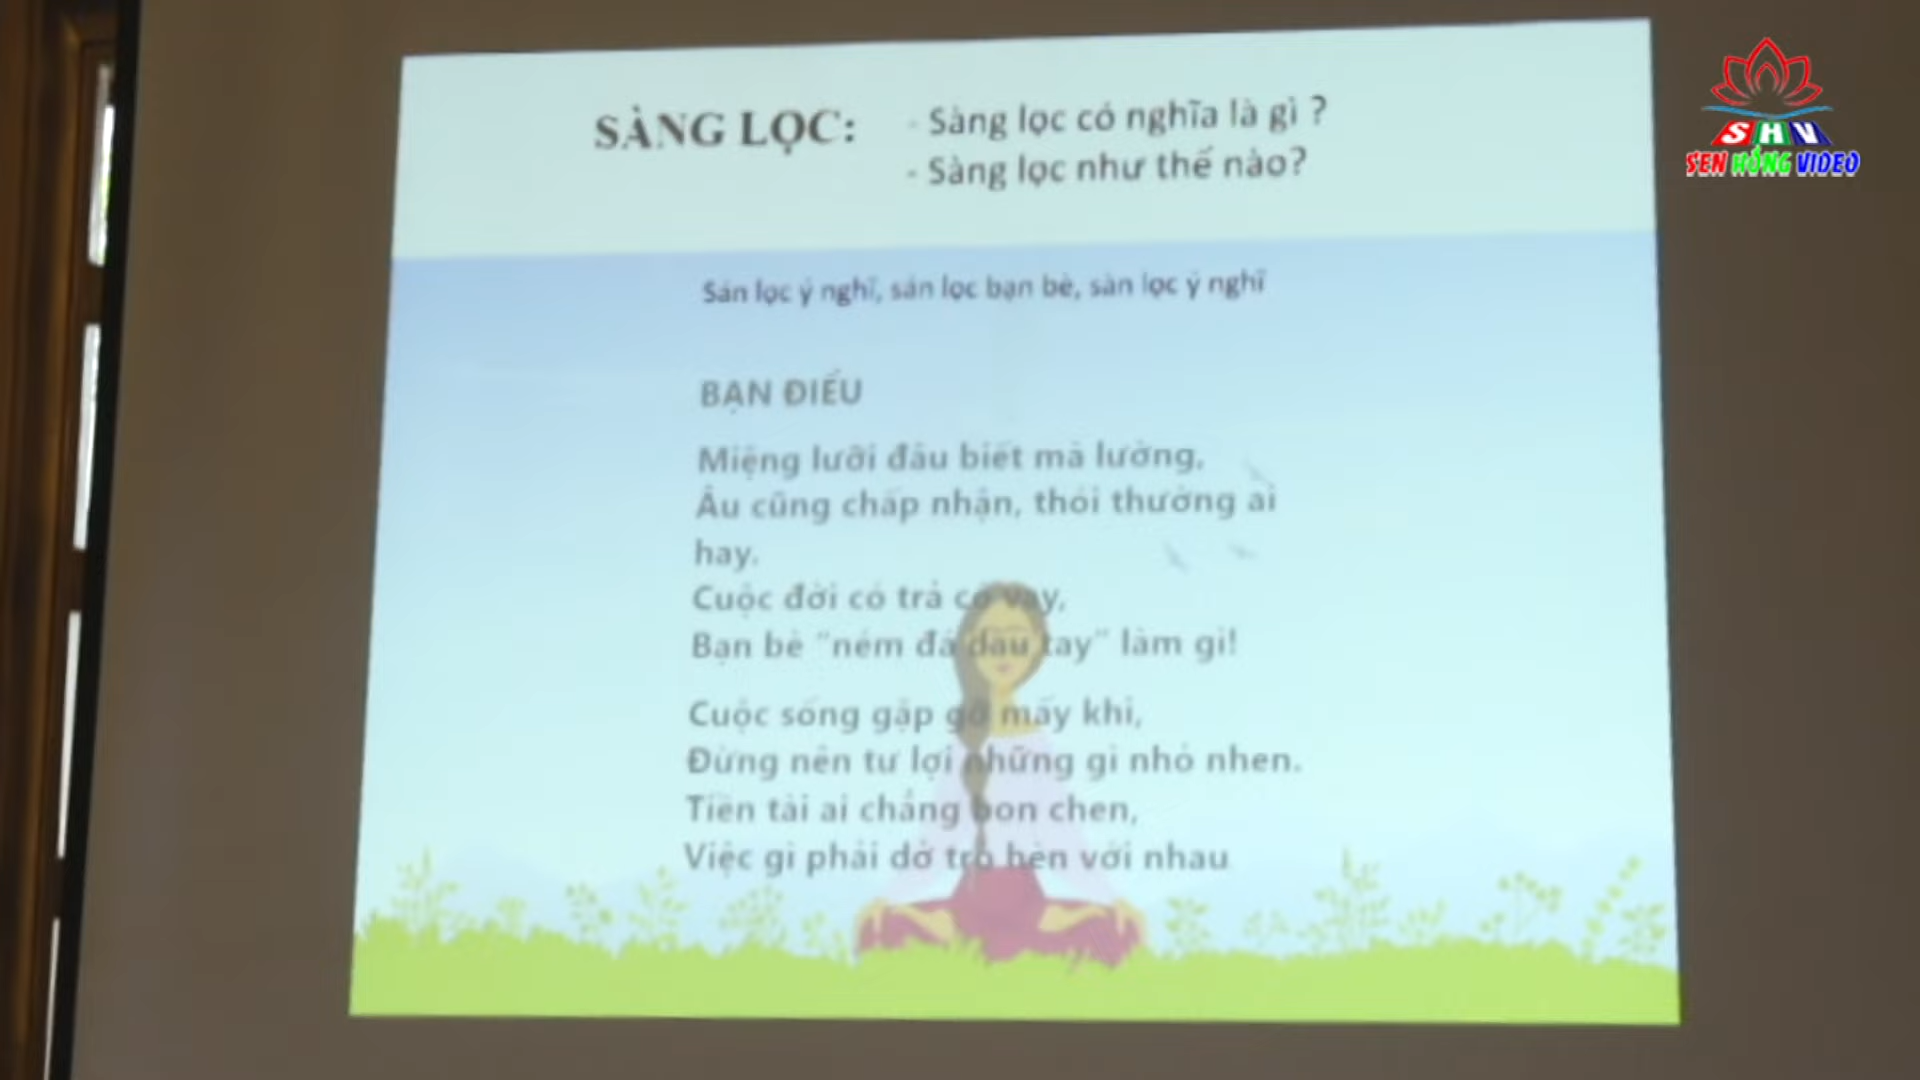 SÀNG LỌC:
- Sàng lọc có nghĩa là gì ?
- Sàng lọc như thế nào?
Sán lọc ý nghĩ, sán lọc bạn bè, sàn lọc ý nghĩ
BẠN ĐIỂU
Miệng lưỡi đâu biết mà lường,
Âu cũng chấp nhận, thói thường ai
hay.
Cuộc đời có trả có vay,
Bạn bè "ném đá dấu tay" làm gì!
Cuộc sống gặp gỡ mấy khi,
Đừng nên tư lợi những gì nhỏ nhen.
Tiền tài ai chẳng bon chen,
Việc gì phải dở trò hèn với nhau
SHV
SEN HỒNG VIDEO